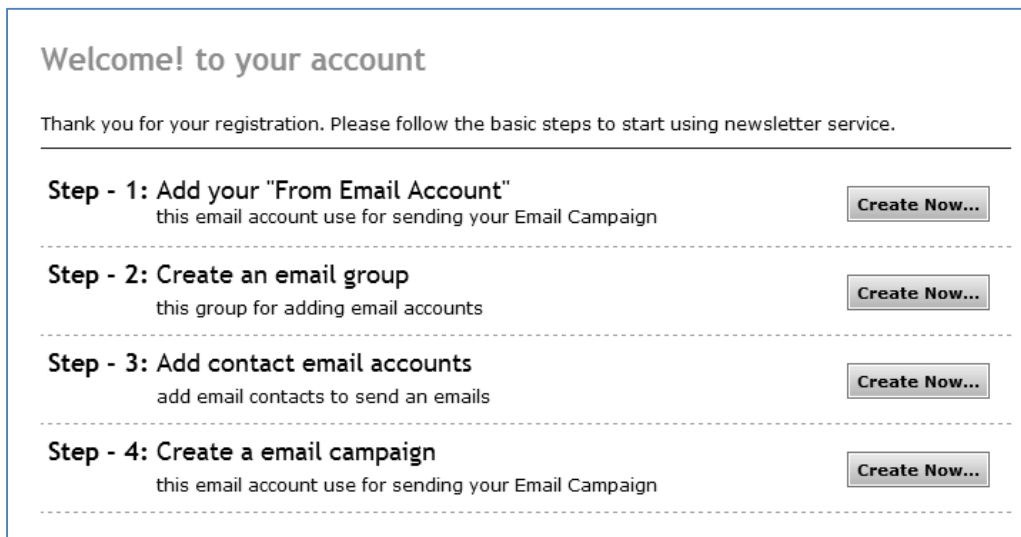 Welcome! to your account
Thank you for your registration. Please follow the basic steps to start using newsletter service.
Step - 1: Add your "From Email Account"
this email account use for sending your Email Campaign
Create Now...
Step - 2: Create an email group
this group for adding email accounts
Create Now...
Step - 3: Add contact email accounts
add email contacts to send an emails
Create Now...
Step - 4: Create a email campaign
this email account use for sending your Email Campaign
Create Now...